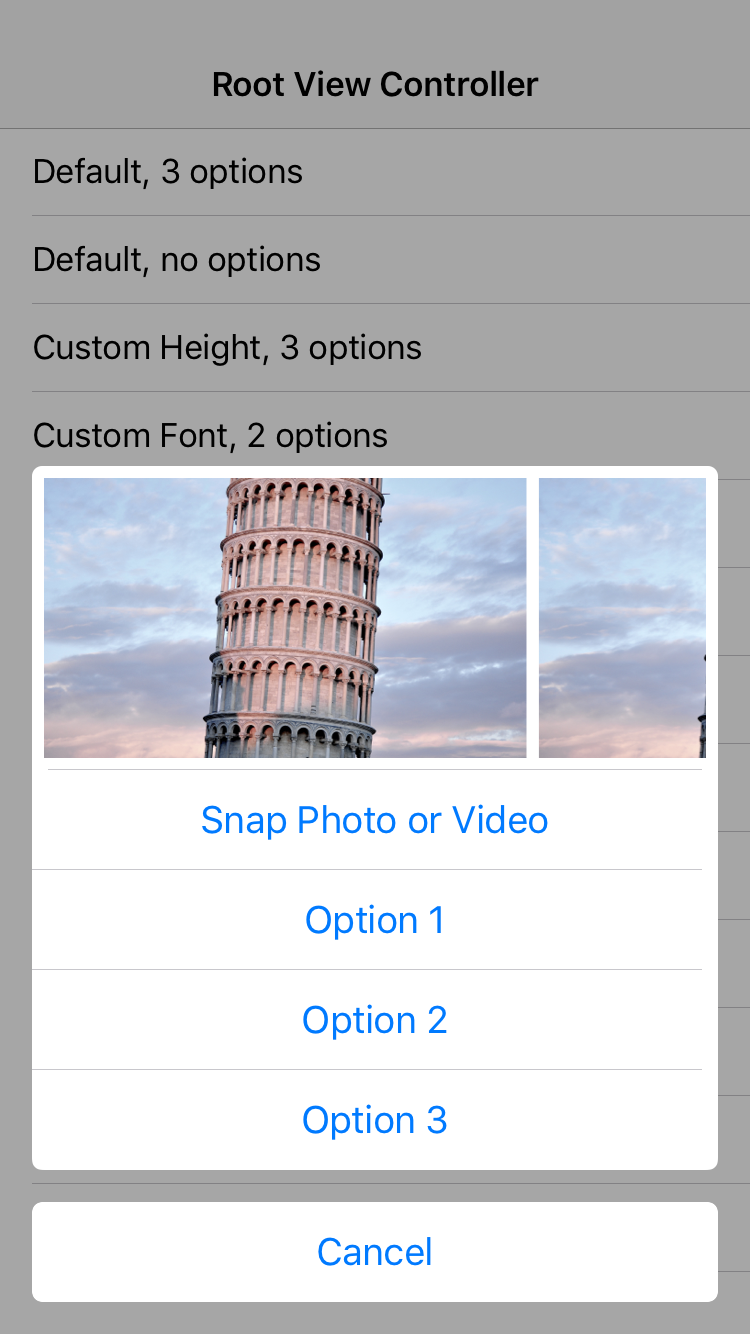 Root View Controller
Default, 3 options
Default, no options
Custom Height, 3 options
Custom Font, 2 options
Snap Photo or Video
Option 1
Option 2
Option 3
Cancel